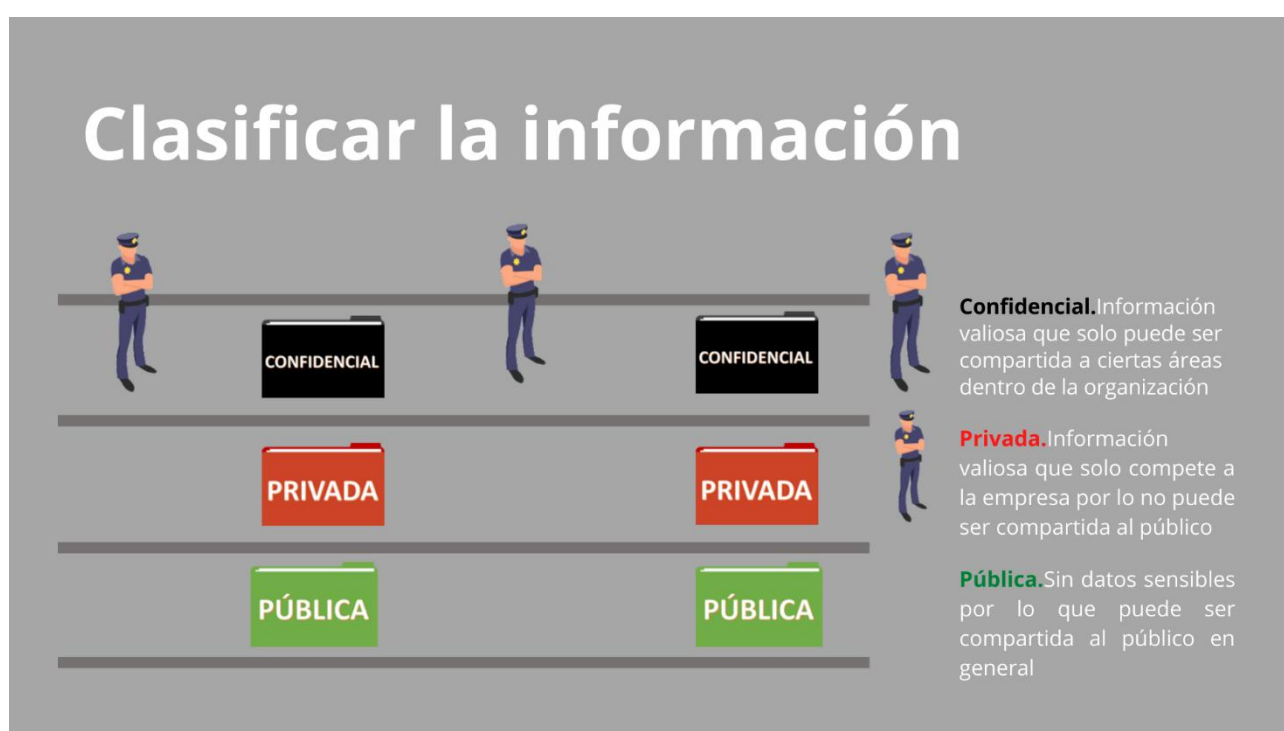 Clasificar la información
CONFIDENCIAL
CONFIDENCIAL
PRIVADA
PRIVADA
PÚBLICA
PÚBLICA
Confidencial.Información
valiosa que solo puede ser
compartida a ciertas áreas
dentro de la organización
Privada.Información
valiosa que solo compete a
la empresa por lo no puede
ser compartida al público
Pública.Sin datos sensibles
por lo que puede ser
compartida al público en
general